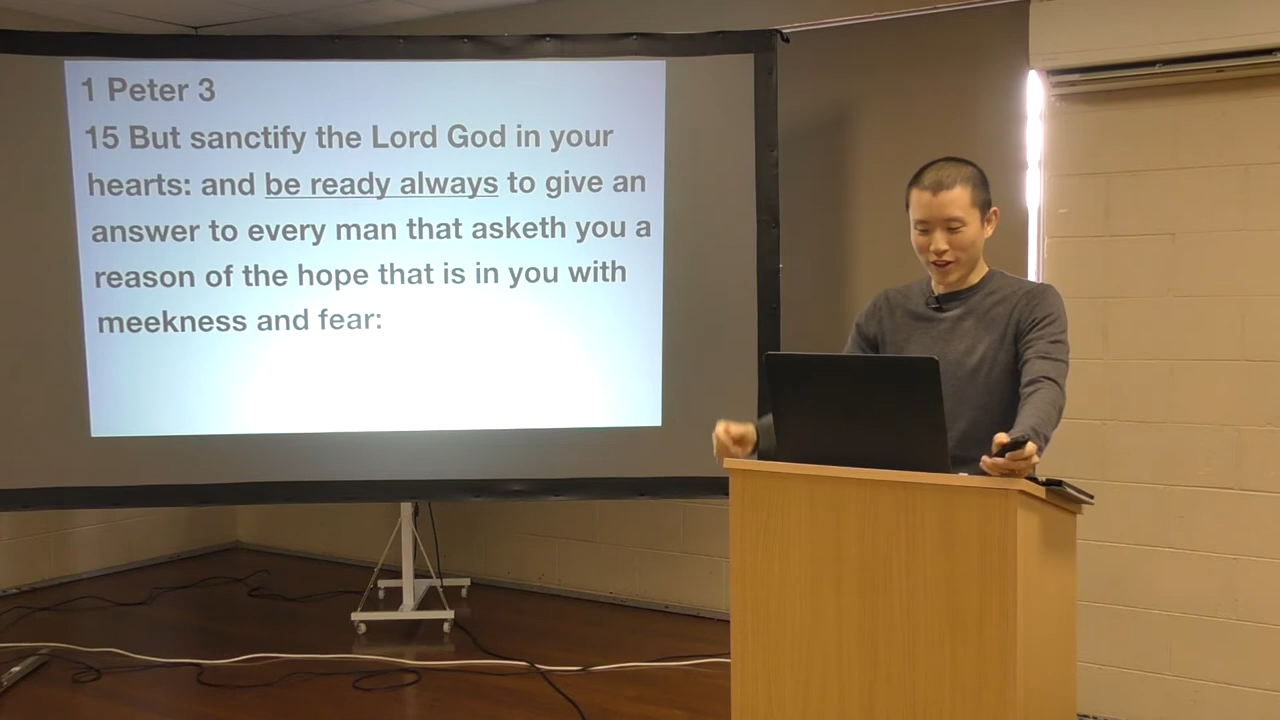 1 Peter 3
15 But sanctify the Lord God in your
hearts: and be ready always to give an
answer to every man that asketh you a
reason of the hope that is in you with
meekness and fear: